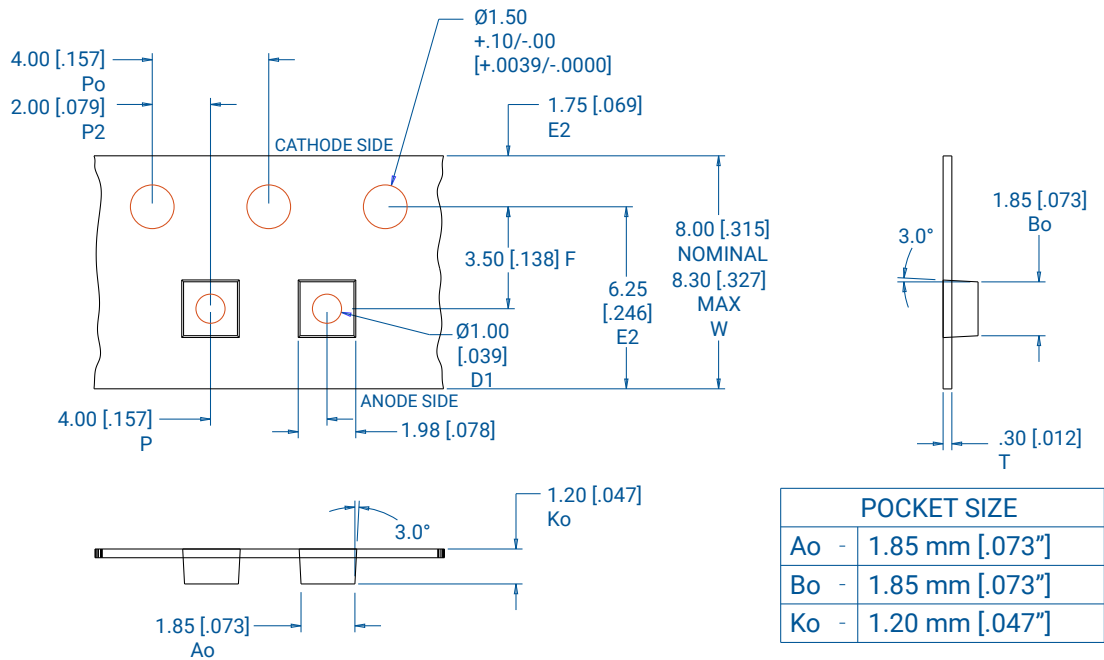 Ø1.50
+.10/-.00
[+.0039/-.0000]
4.00 [.157]
Po
2.00 [.079]
P2
1.75 [.069]
E2
CATHODE SIDE
3.50 [.138] F
8.00 [.315]
NOMINAL
8.30 [.327]
MAX
W
6.25
[.246]
E2
Ø1.00
[.039]
D1
ANODE SIDE
4.00 [.157]
P
1.98 [.078]
1.85 [.073]
Bo
3.0°
.30 [.012]
T
1.20 [.047]
Ko
3.0°
1.85 [.073]
Ao
POCKET SIZE
Ao - 1.85 mm [.073”]
Bo - 1.85 mm [.073”]
Ko - 1.20 mm [.047”]